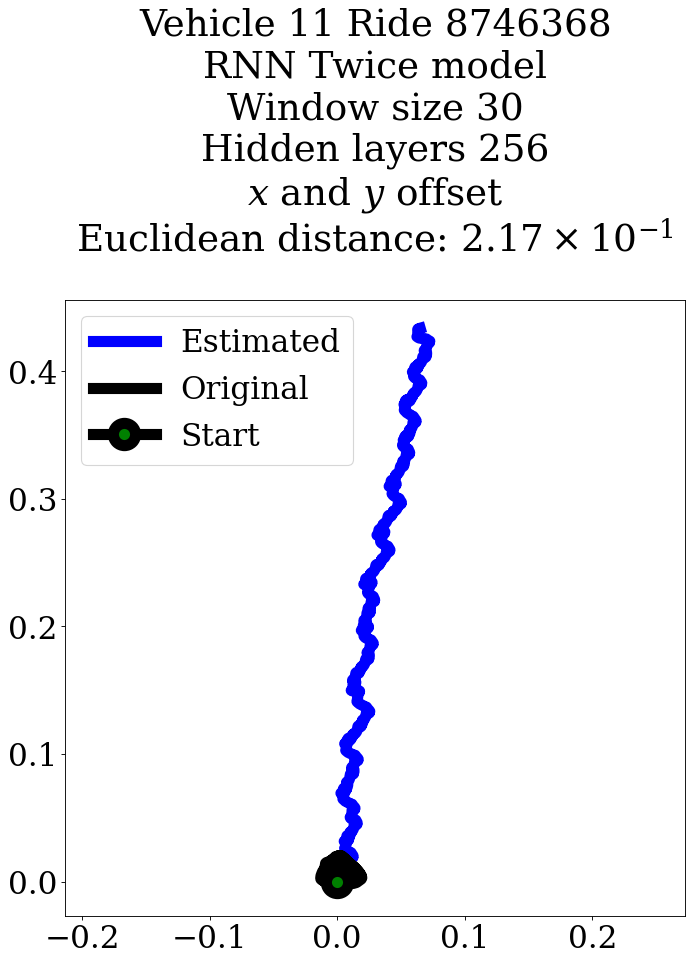 Vehicle 11 Ride 8746368
RNN Twice model
Window size 30
Hidden layers 256
x and y offset
Euclidean distance: 2.17 × 10⁻¹
Estimated
Original
Start
0.4
0.3
0.2
0.1
0.0
−0.2 −0.1 0.0 0.1 0.2